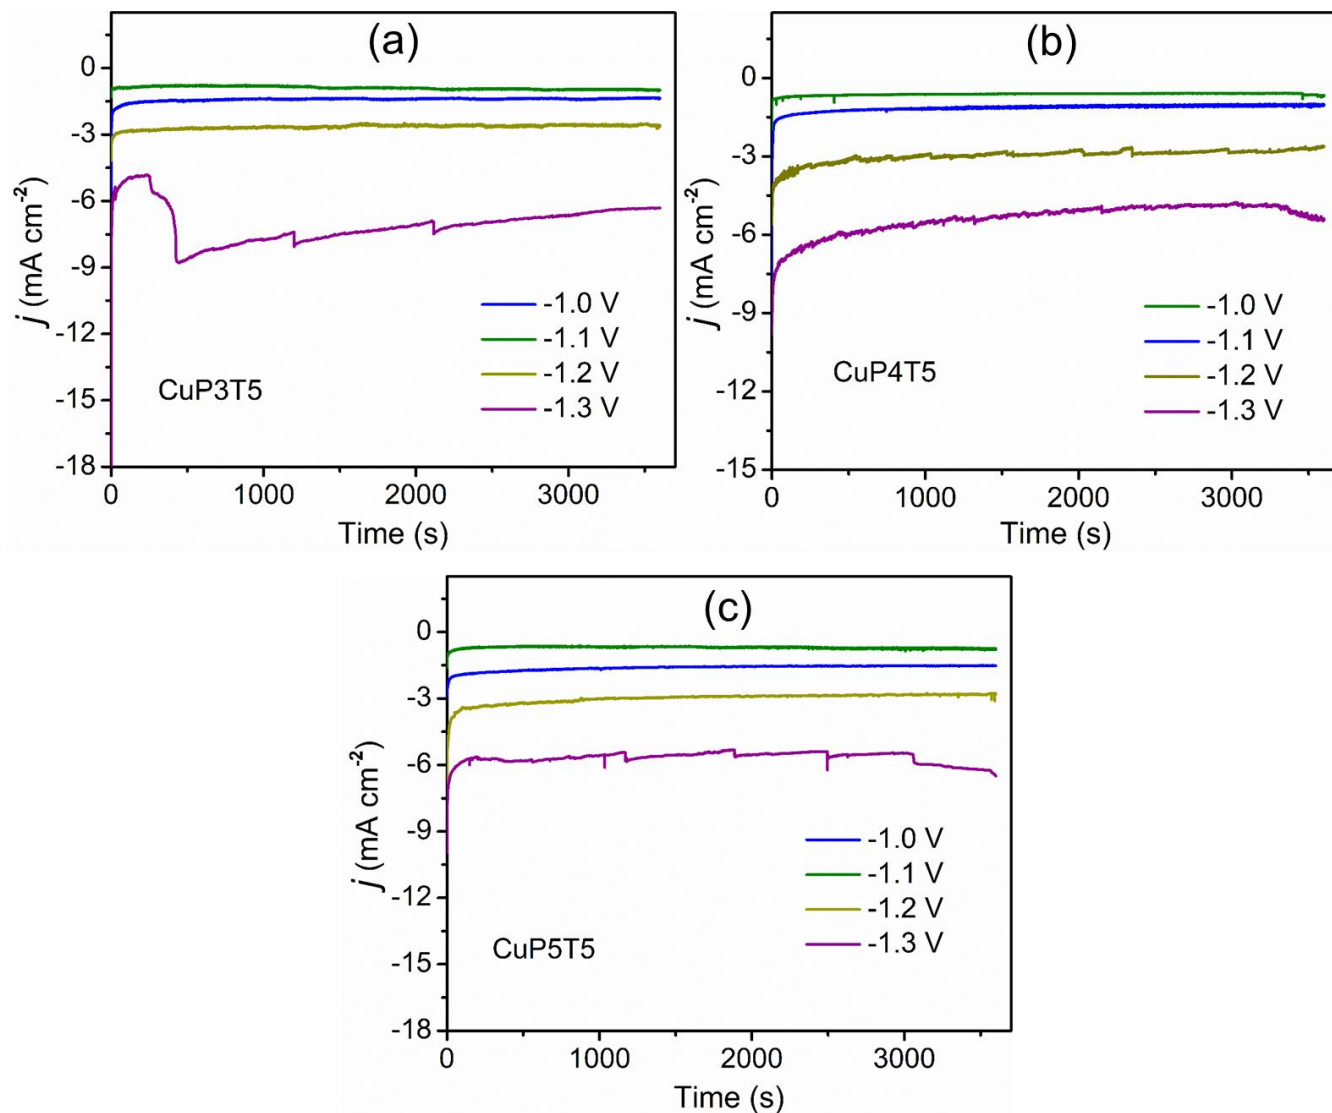 (a)
0
-3
-6
-9
-12
-15
-18
j (mA cm-2)
-1.0 V
-1.1 V
-1.2 V
-1.3 V
CuP3T5
0 1000 2000 3000
Time (s)
(b)
0
-3
-6
-9
-12
-15
j (mA cm-2)
-1.0 V
-1.1 V
-1.2 V
-1.3 V
CuP4T5
0 1000 2000 3000
Time (s)
(c)
0
-3
-6
-9
-12
-15
-18
j (mA cm-2)
-1.0 V
-1.1 V
-1.2 V
-1.3 V
CuP5T5
0 1000 2000 3000
Time (s)